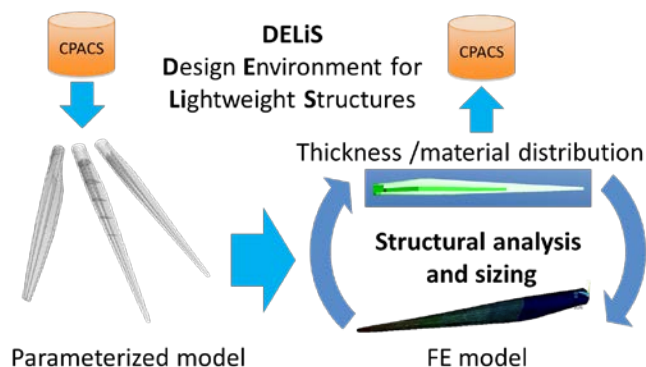 CPACS
DELiS
Design Environment for
Lightweight Structures
CPACS
Thickness /material distribution
Structural analysis
and sizing
Parameterized model
FE model